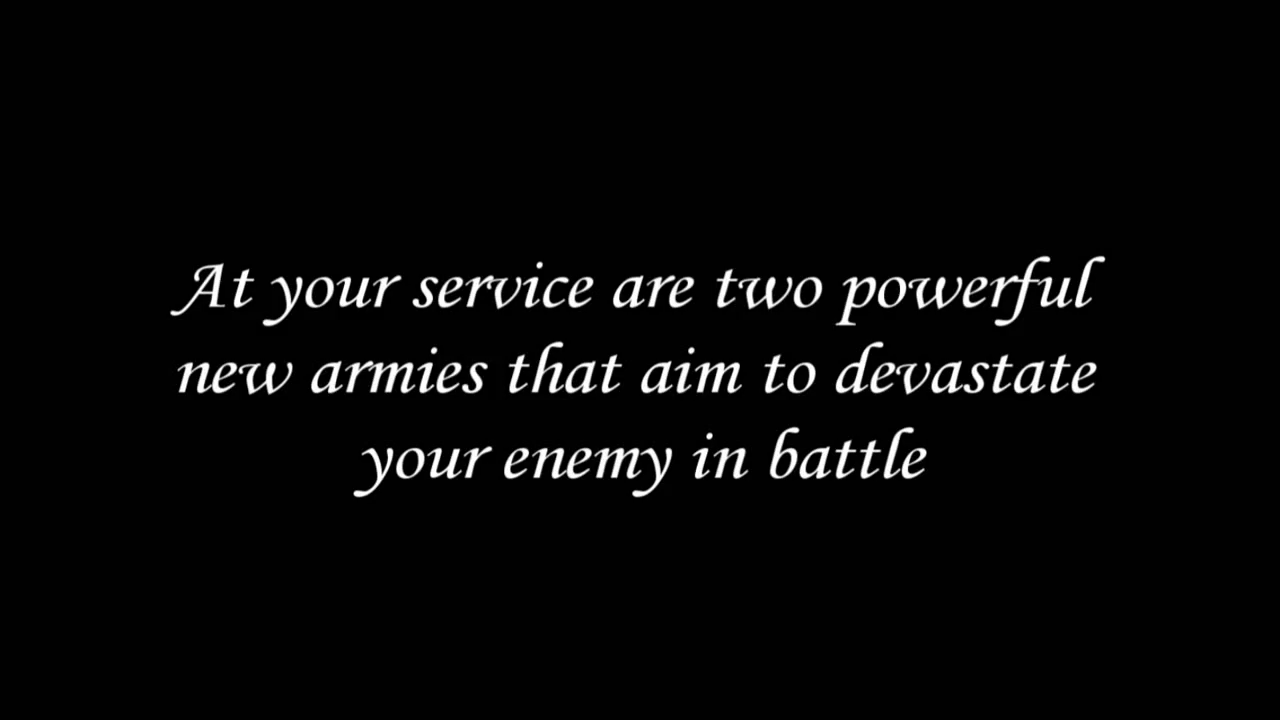 At your service are two powerful
new armies that aim to devastate
your enemy in battle